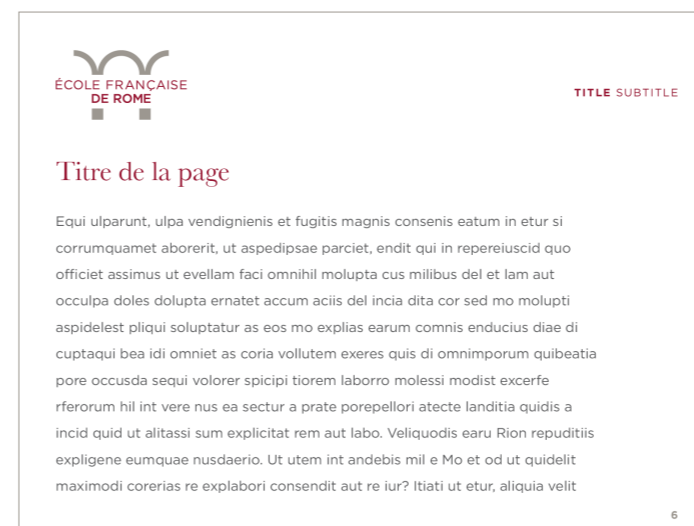 ÉCOLE FRANÇAISE
DE ROME
TITLE SUBTITLE
Titre de la page
Equi ulparunt, ulpa vendignienis et fugitis magnis consenis eatum in etur si
corrumquamet aborerit, ut aspedipsae parciet, endit qui in repereiuscid quo
officiet assimus ut evellam faci omnihil molupta cus milibus del et lam aut
occulpa doles dolupta ernatet accum aciis del incia dita cor sed mo molupti
aspidelest pliqui soluptatur as eos mo explias earum comnis enducius diae di
cuptaqui bea idi omniet as coria vollutem exeres quis di omnimporum quibeatia
pore occusda sequi volorer spicipi tiorem laborro molessi modist excerfe
rferorum hil int vere nus ea sectur a prate porepellori atecte landitia quidis a
incid quid ut alitassi sum explicitat rem aut labo. Veliquodis earu Rion repuditiis
expligene eumquae nusdaerio. Ut utem int andebis mil e Mo et od ut quidelit
maximodi corerias re explabori consendit aut re iur? Itiati ut etur, aliquia velit
6